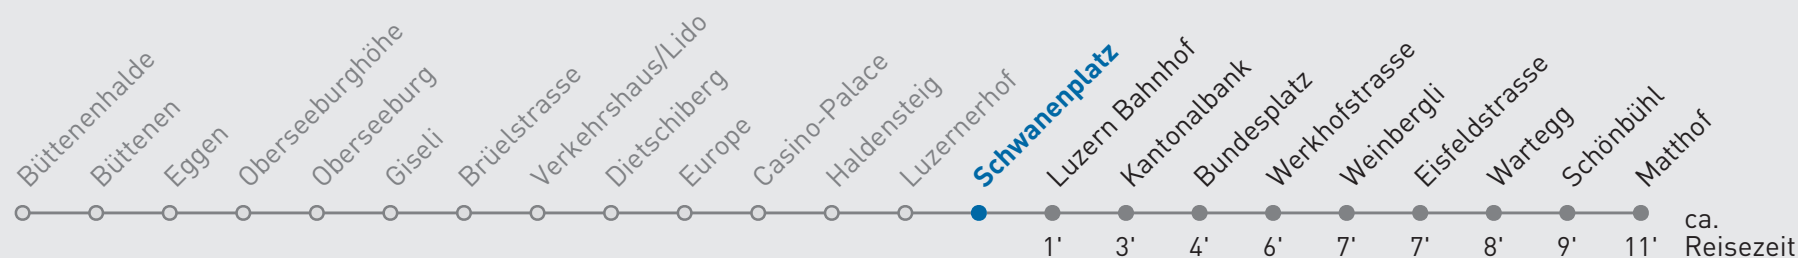 Büttenenhalde
Büttenen
Eggen
Oberseeburghöhe
Oberseeburg
Giseli
Brüelstrasse
Verkehrshaus/Lido
Dietschiberg
Europe
Casino-Palace
Haldensteig
Luzernerhof
Schwanenplatz
Luzern Bahnhof
Kantonalbank
Bundesplatz
Werkhofstrasse
Weinbergli
Eisfeldstrasse
Wartegg
Schönbühl
Matthof
1' 3' 4' 6' 7' 7' 8' 9' 11'
ca.
Reisezeit